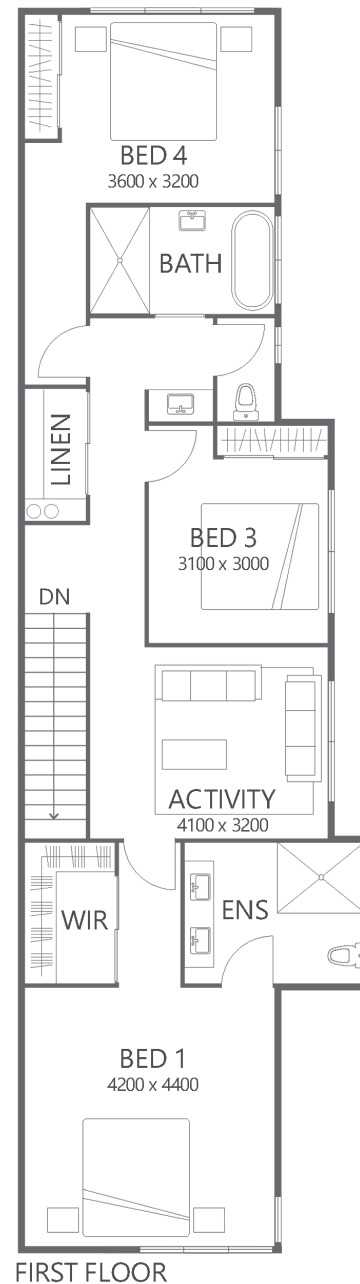 BED 4
3600 x 3200
BATH
LINEN
BED 3
3100 x 3000
DN
ACTIVITY
4100 x 3200
WIR
ENS
BED 1
4200 x 4400
FIRST FLOOR